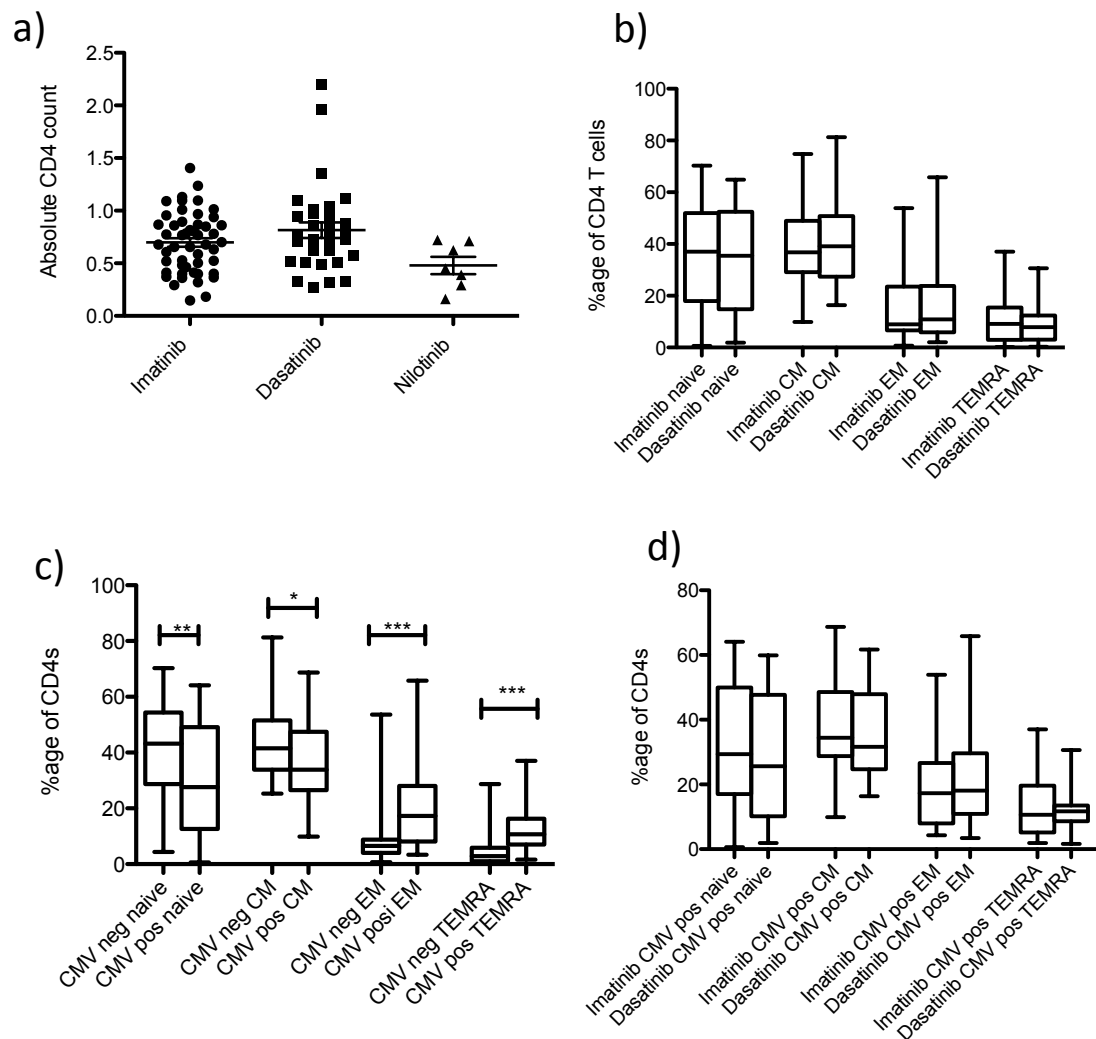 a)
Absolute CD4 count
2.5
2.0
1.5
1.0
0.5
0.0
Imatinib
Dasatinib
Nilotinib
b)
%age of CD4 T cells
100
80
60
40
20
0
Imatinib naive
Dasatinib naive
Imatinib CM
Dasatinib CM
Imatinib EM
Dasatinib EM
Imatinib TEMRA
Dasatinib TEMRA
c)
%age of CD4s
100
80
60
40
20
0
**
*
***
***
CMV neg naive
CMV pos naive
CMV neg CM
CMV pos CM
CMV neg EM
CMV posi EM
CMV neg TEMRA
CMV pos TEMRA
d)
%age of CD4s
80
60
40
20
0
Imatinib CMV pos naive
Dasatinib CMV pos naive
Imatinib CMV pos CM
Dasatinib CMV pos CM
Imatinib CMV pos EM
Dasatinib CMV pos EM
Imatinib CMV pos TEMRA
Dasatinib CMV pos TEMRA